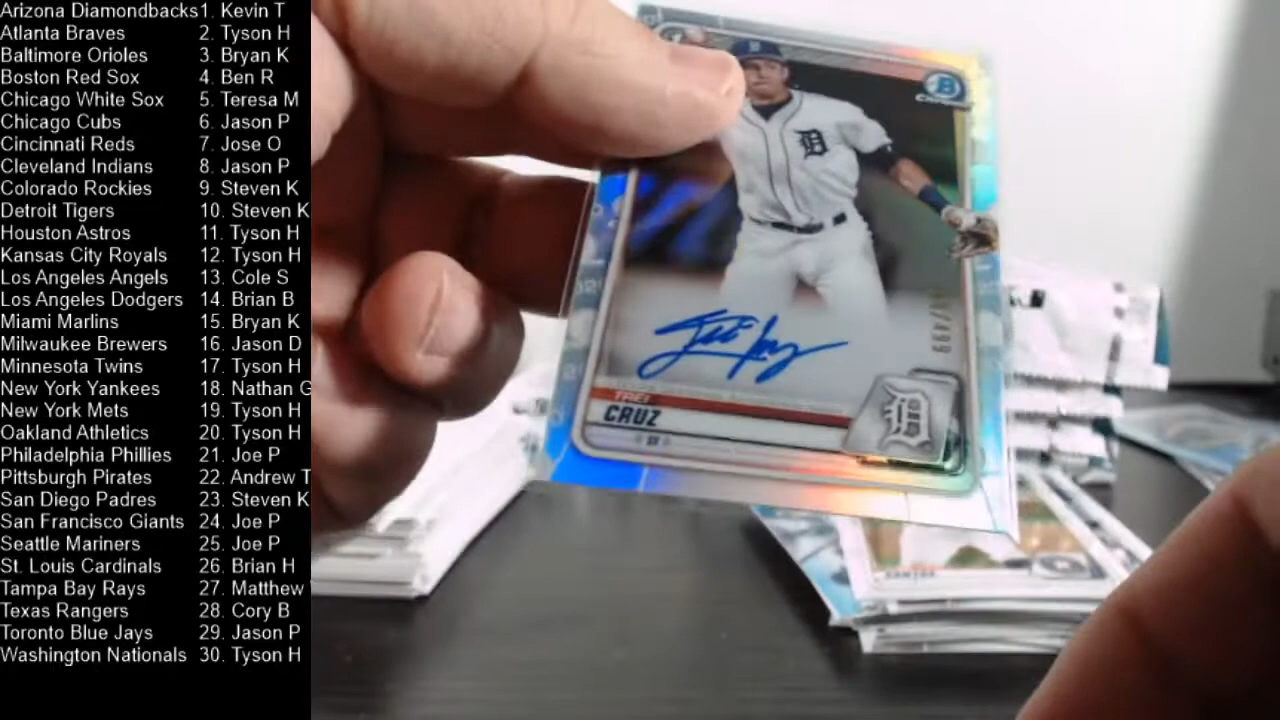 Arizona Diamondbacks 1. Kevin T
Atlanta Braves 2. Tyson H
Baltimore Orioles 3. Bryan K
Boston Red Sox 4. Ben R
Chicago White Sox 5. Teresa M
Chicago Cubs 6. Jason P
Cincinnati Reds 7. Jose O
Cleveland Indians 8. Jason P
Colorado Rockies 9. Steven K
Detroit Tigers 10. Steven K
Houston Astros 11. Tyson H
Kansas City Royals 12. Tyson H
Los Angeles Angels 13. Cole S
Los Angeles Dodgers 14. Brian B
Miami Marlins 15. Bryan K
Milwaukee Brewers 16. Jason D
Minnesota Twins 17. Tyson H
New York Yankees 18. Nathan G
New York Mets 19. Tyson H
Oakland Athletics 20. Tyson H
Philadelphia Phillies 21. Joe P
Pittsburgh Pirates 22. Andrew T
San Diego Padres 23. Steven K
San Francisco Giants 24. Joe P
Seattle Mariners 25. Joe P
St. Louis Cardinals 26. Brian H
Tampa Bay Rays 27. Matthew
Texas Rangers 28. Cory B
Toronto Blue Jays 29. Jason P
Washington Nationals 30. Tyson H
D
D
B
/499
TREI
CRUZ
D